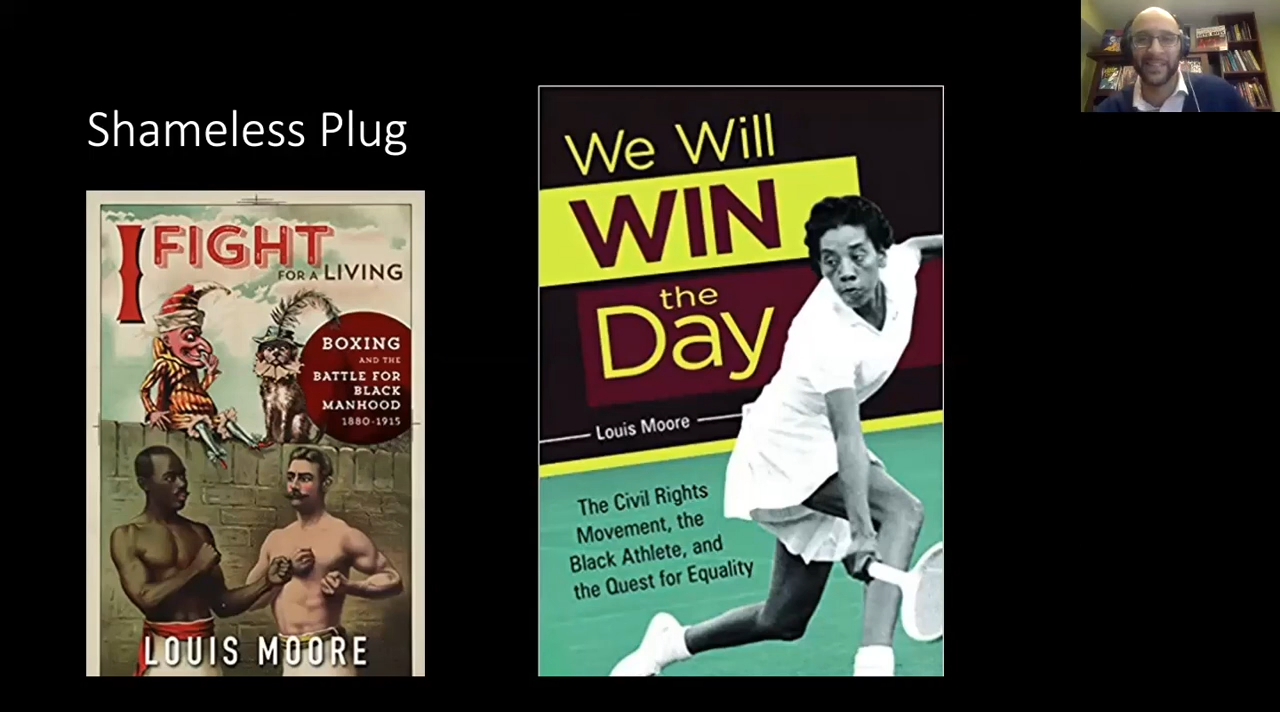 Shameless Plug
I FIGHT
FOR A LIVING
BOXING
AND THE
BATTLE FOR
BLACK
MANHOOD
1880-1915
LOUIS MOORE
We Will
WIN
the
Day
Louis Moore
The Civil Rights
Movement, the
Black Athlete, and
the Quest for Equality